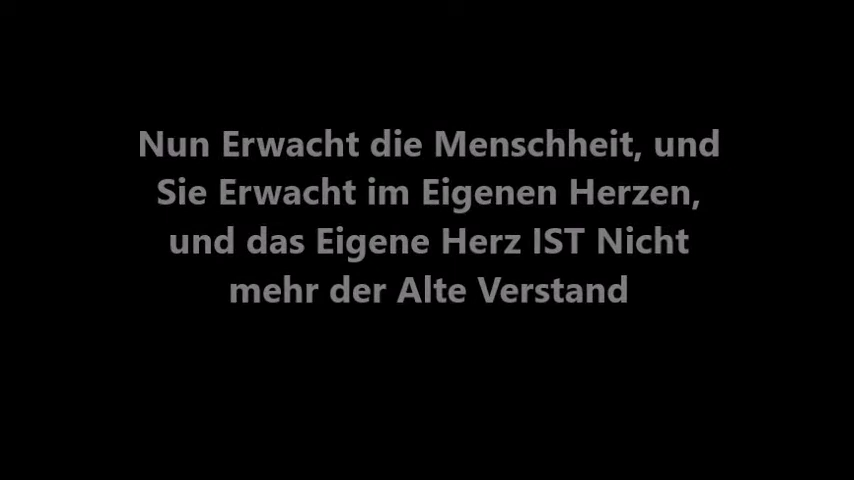 Nun Erwacht die Menschheit, und
Sie Erwacht im Eigenen Herzen,
und das Eigene Herz IST Nicht
mehr der Alte Verstand